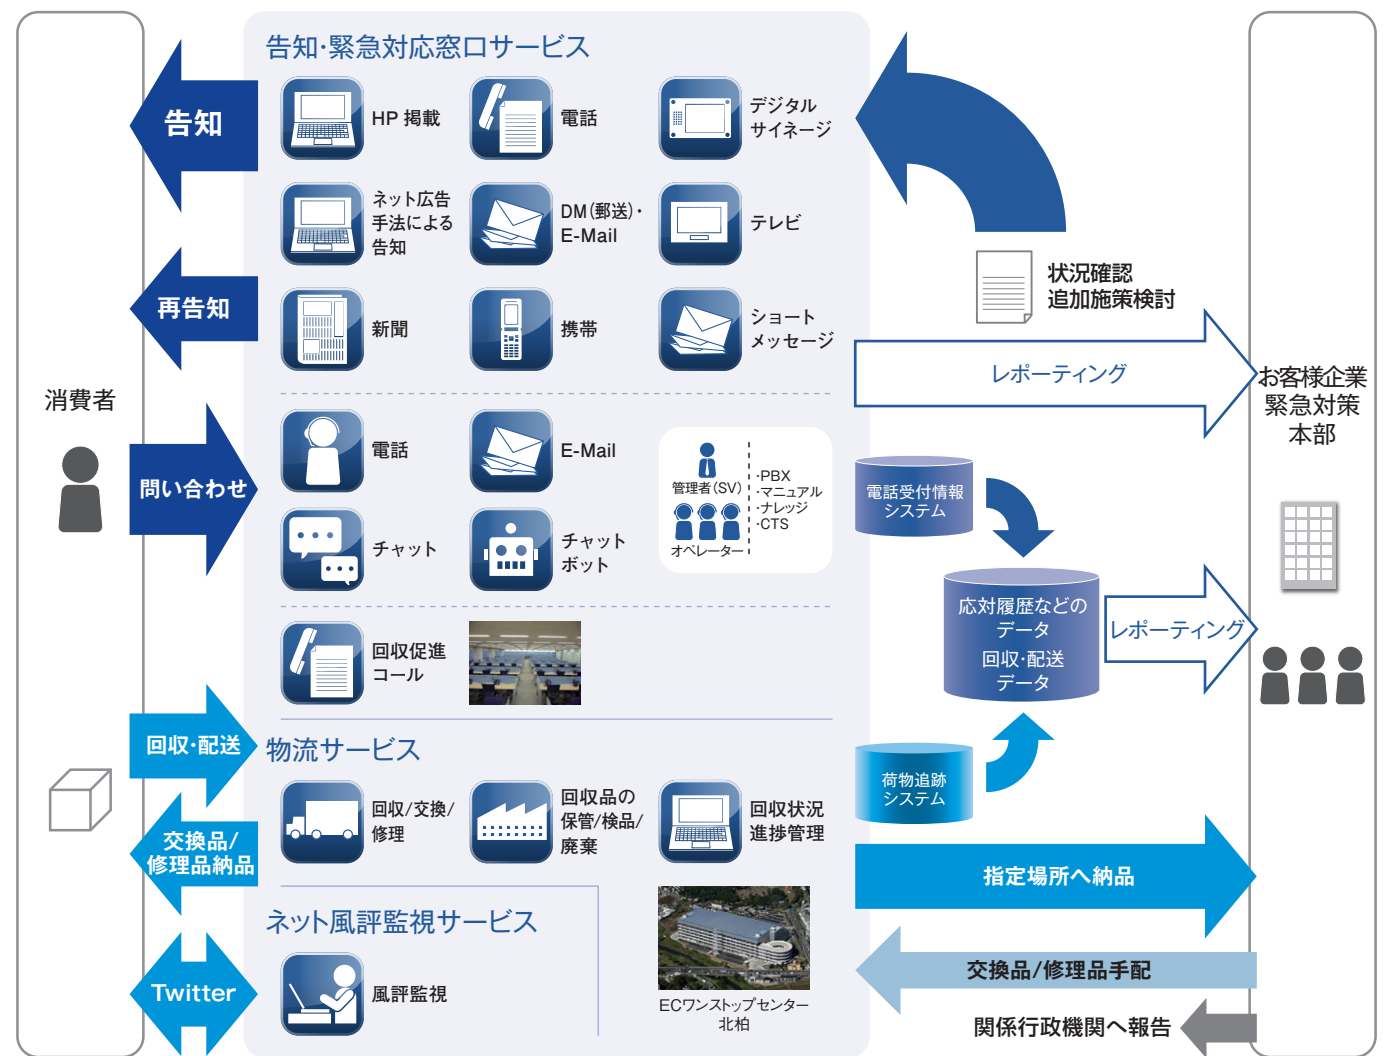 告知・緊急対応窓口サービス
告知
HP 掲載
電話
デジタル
サイネージ
ネット広告
手法による
告知
DM(郵送)・
E-Mail
テレビ
再告知
新聞
携帯
ショート
メッセージ
状況確認
追加施策検討
レポーティング
消費者
お客様企業
緊急対策
本部
問い合わせ
電話
E-Mail
管理者(SV)
オペレーター
・PBX
・マニュアル
・ナレッジ
・CTS
チャット
チャット
ボット
電話受付情報
システム
応対履歴などの
データ
回収・配送
データ
レポーティング
回収促進
コール
回収・配送
物流サービス
荷物追跡
システム
回収/交換/
修理
回収品の
保管/検品/
廃棄
回収状況
進捗管理
交換品/
修理品納品
指定場所へ納品
ネット風評監視サービス
Twitter
風評監視
ECワンストップセンター
北柏
交換品/修理品手配
関係行政機関へ報告